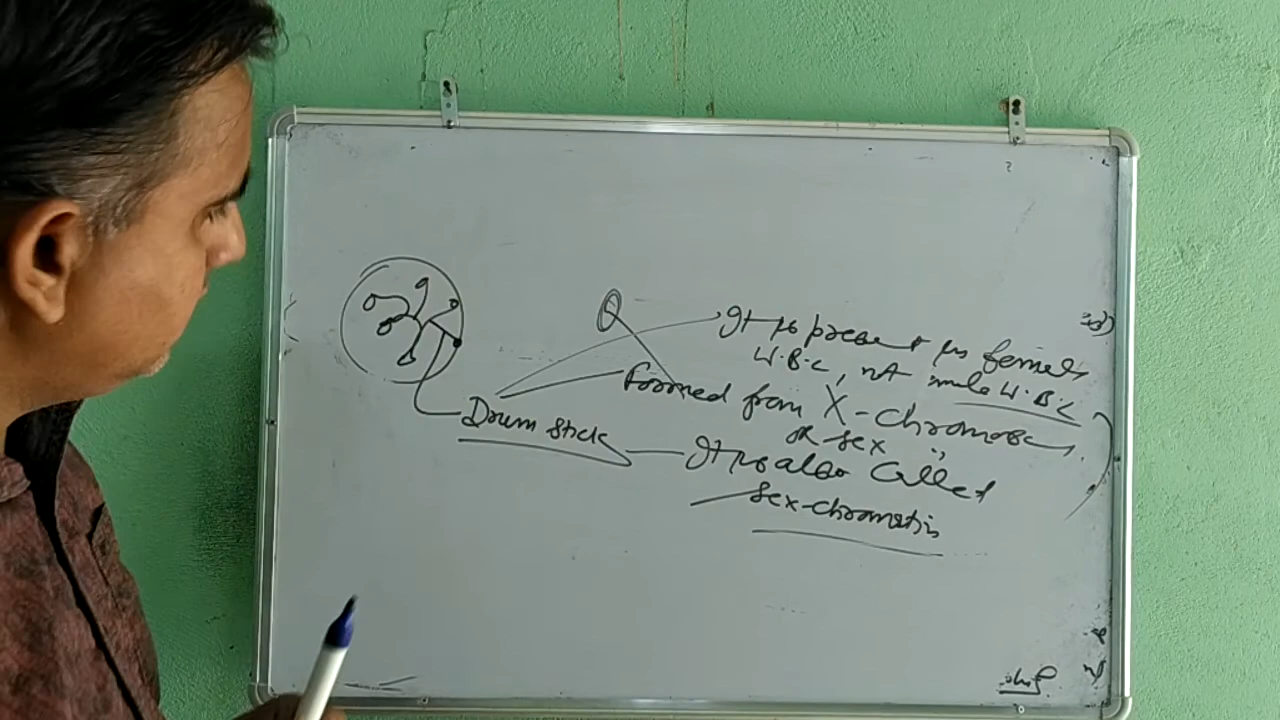 It is present in female
W.B.C, not male W.B.C
Formed from X-chromoso
or sex "
Drum stick
It is also called
sex-chromatin